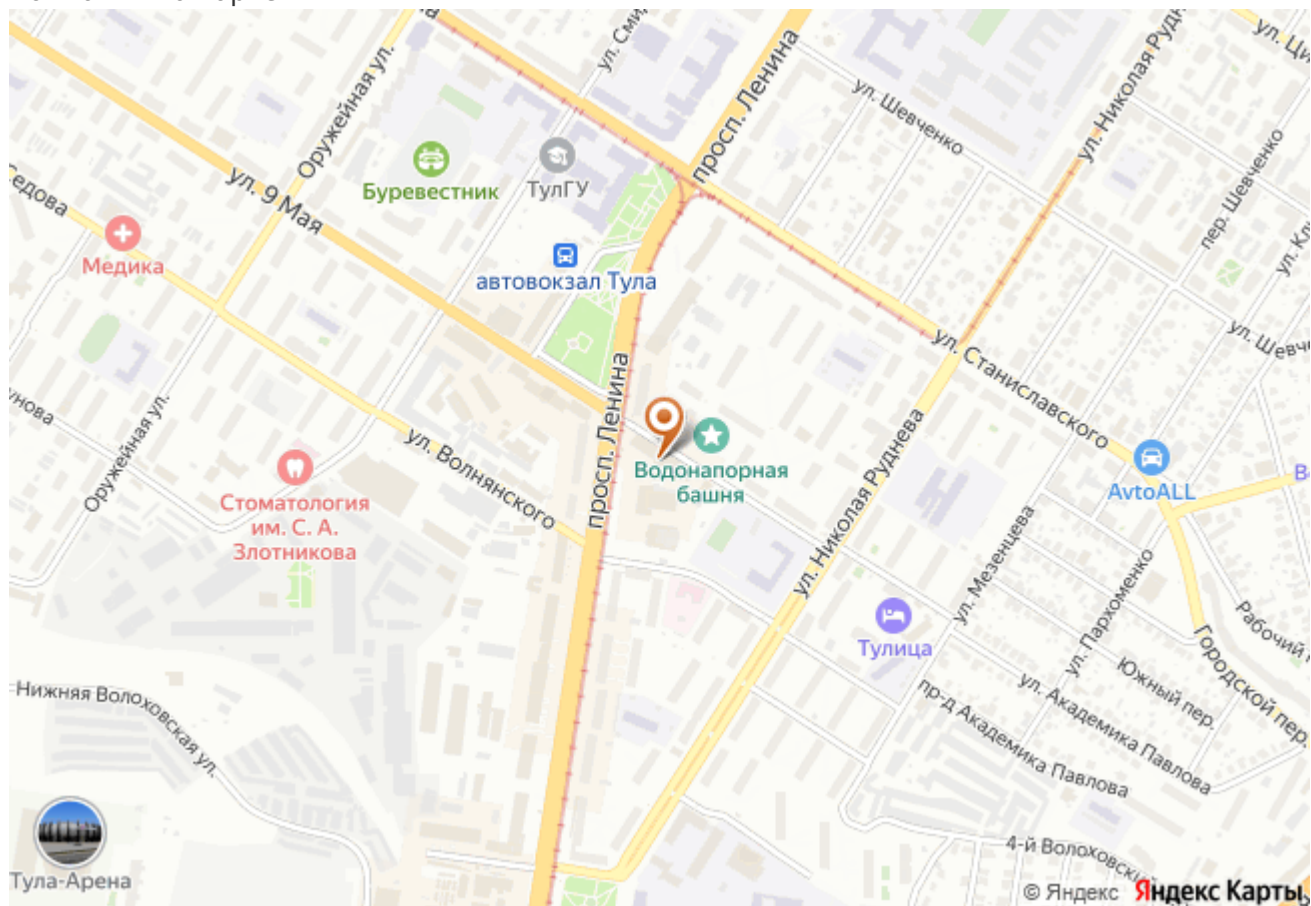 просп. Ленина
ул. Николая Рудн
ул. Шевченко
Оружейная ул.
Буревестник
ТулГУ
пер. Шевченко
Седова
ул. 9 Мая
Медика
автовокзал Тула
ул. Станиславского
просп. Ленина
Оружейная ул.
ул. Волнянского
Водонапорная
башня
AvtoALL
Стоматология
им. С. А.
Злотникова
ул. Николая Руднева
ул. Мезенцева
ул. Пархоменко
Тулица
Городской пер.
Южный пер.
ул. Академика Павлова
пр-д Академика Павлова
Нижняя Волоховская ул.
Тула-Арена
© Яндекс Яндекс Карты